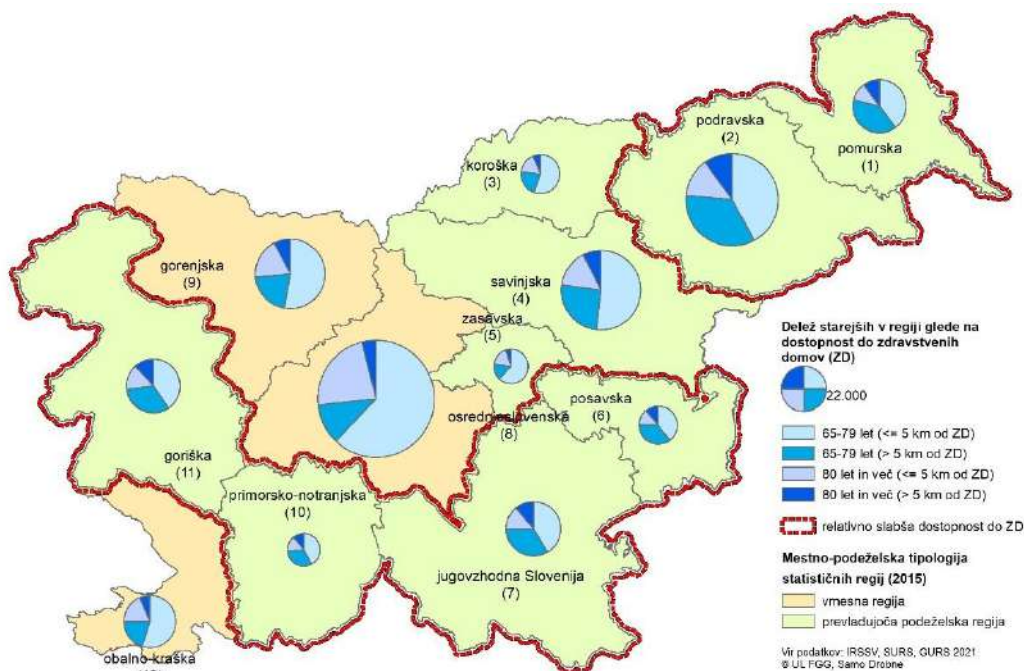 podravska
(2)
pomurska
(1)
koroška
(3)
gorenjska
(9)
savinjska
(4)
zasavska
(5)
osrednjeslovenska
(8)
posavska
(6)
goriška
(11)
primorsko-notranjska
(10)
jugovzhodna Slovenija
(7)
obalno-kraška
Delež starejših v regiji glede na
dostopnost do zdravstvenih
domov (ZD)
22.000
65-79 let (<= 5 km od ZD)
65-79 let (> 5 km od ZD)
80 let in več (<= 5 km od ZD)
80 let in več (> 5 km od ZD)
relativno slabša dostopnost do ZD
Mestno-podeželska tipologija
statističnih regij (2015)
vmesna regija
prevladujoča podeželska regija
Vir podatkov: IRSSV, SURS, GURS 2021
© UL FGG, Samo Drobne